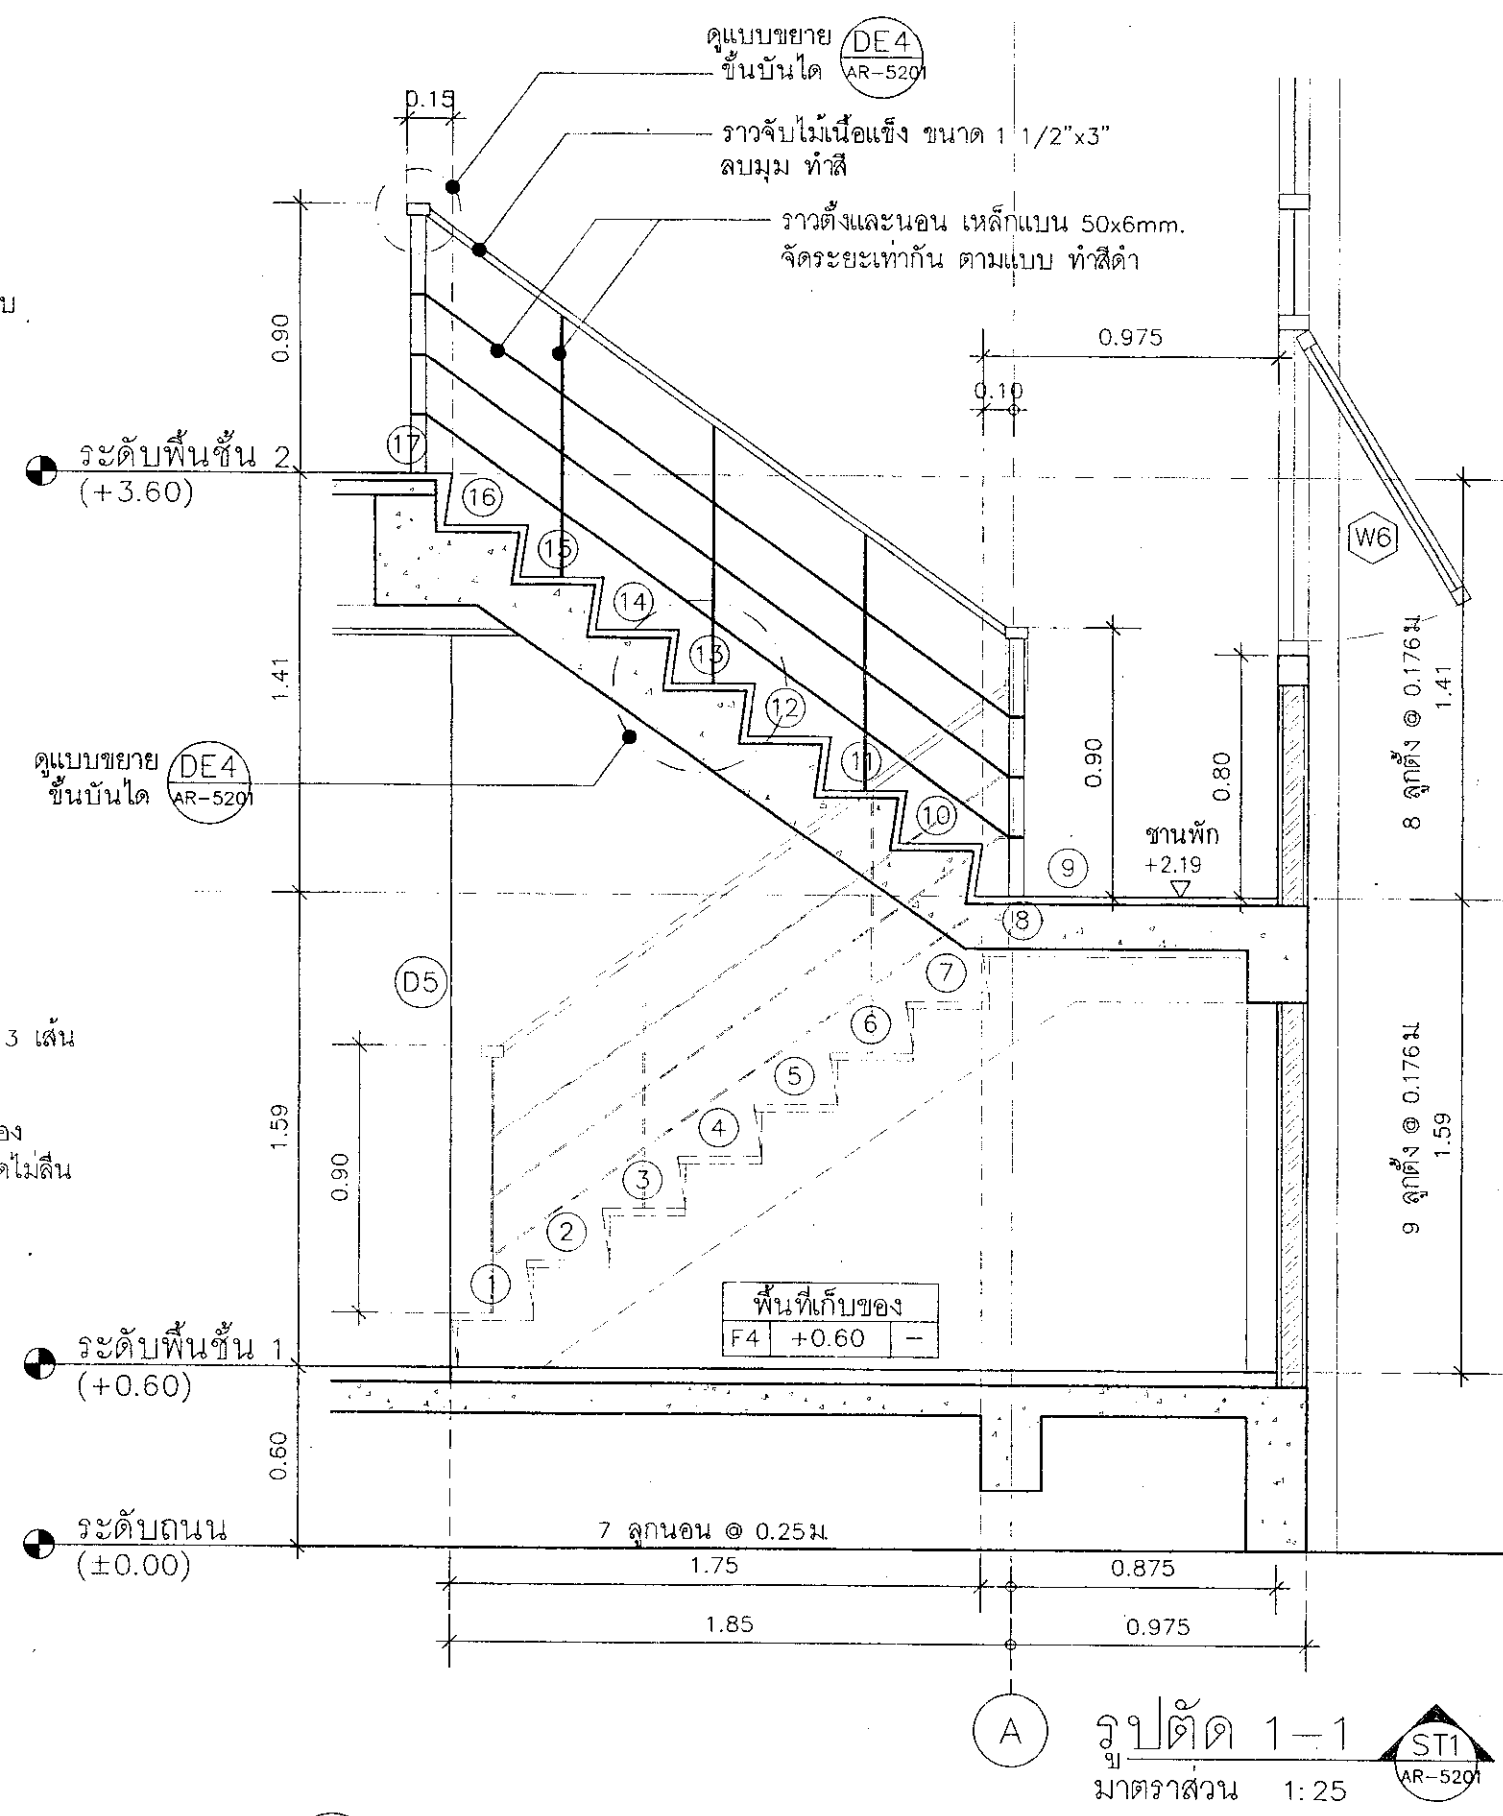 ดูแบบขยาย
ขั้นบันได
DE4
AR-5201
0.15
ราวจับไม้เนื้อแข็ง ขนาด 1 1/2"x3"
ลบมุม ทำสี
ราวตั้งและนอน เหล็กแบน 50x6mm.
จัดระยะเท่ากัน ตามแบบ ทำสีดำ
บ
0.90
0.975
0.10
17
ระดับพื้นชั้น 2
(+3.60)
16
15
14
13
12
11
10
9
8
W6
1.41
8 ลูกตั้ง @ 0.176ม
1.41
0.90
0.80
ชานพัก
+2.19
ดูแบบขยาย
ขั้นบันได
DE4
AR-5201
D5
7
6
5
4
3
2
1
3 เส้น
อง
ดไม่ลื่น
1.59
0.90
9 ลูกตั้ง @ 0.176ม
1.59
พื้นที่เก็บของ
F4 +0.60 -
ระดับพื้นชั้น 1
(+0.60)
0.60
ระดับถนน
(±0.00)
7 ลูกนอน @ 0.25ม
1.75
0.875
1.85
0.975
A
รูปตัด 1-1
มาตราส่วน 1:25
ST1
AR-5201